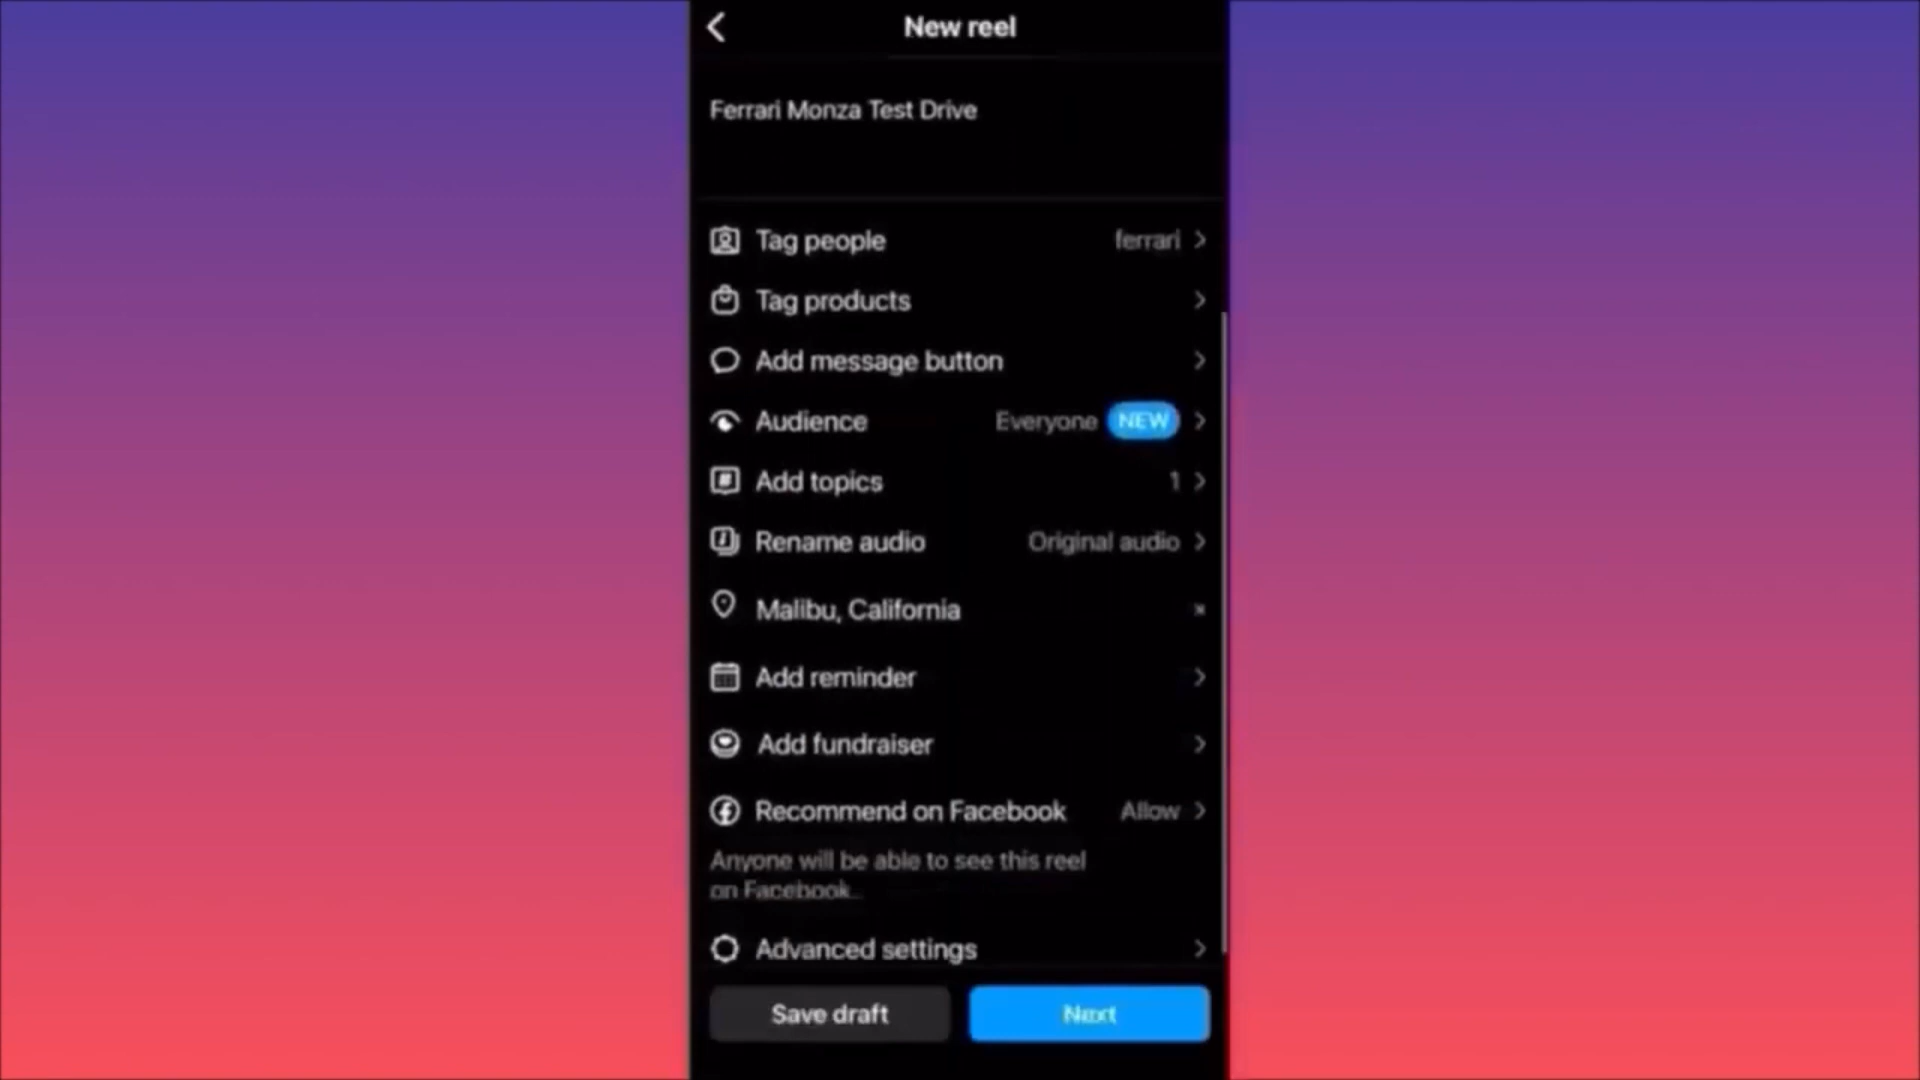 New reel
Ferrari Monza Test Drive
Tag people ferrari
Tag products
Add message button
Audience Everyone NEW
Add topics 1
Rename audio Original audio
Malibu, California
Add reminder
Add fundraiser
Recommend on Facebook Allow
Anyone will be able to see this reel
on Facebook.
Advanced settings
Save draft Next